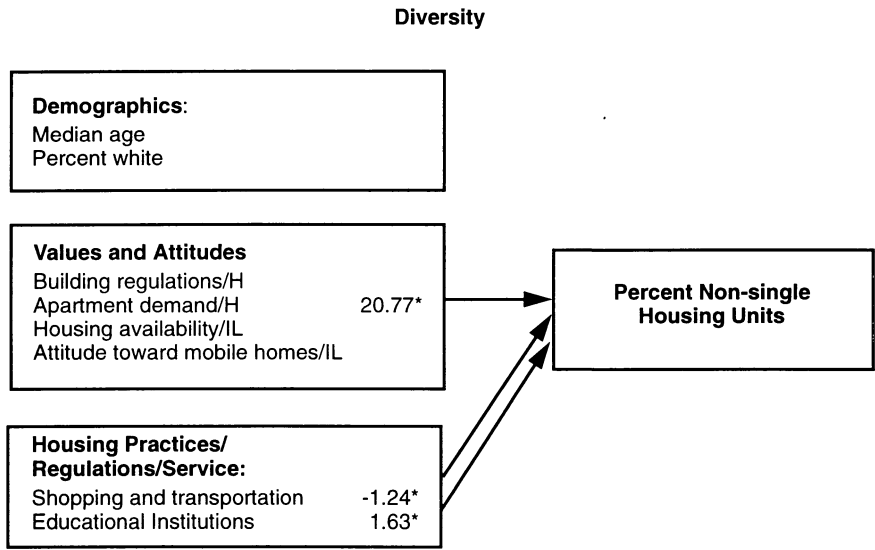 Diversity
Demographics:
Median age
Percent white
Values and Attitudes
Building regulations/H
Apartment demand/H 20.77*
Housing availability/IL
Attitude toward mobile homes/IL
Percent Non-single
Housing Units
Housing Practices/
Regulations/Service:
Shopping and transportation -1.24*
Educational Institutions 1.63*